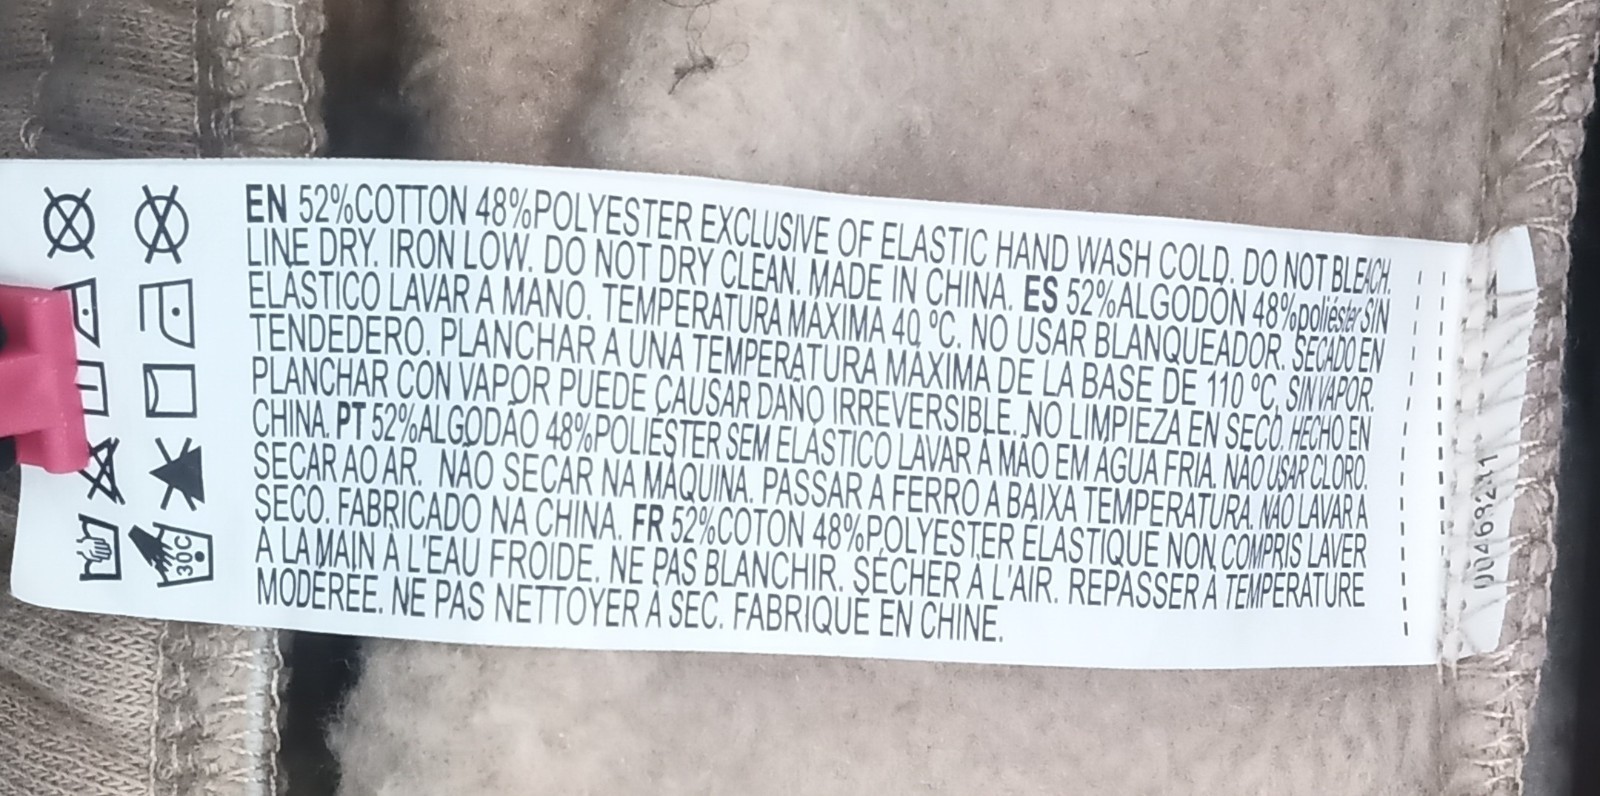 EN 52%COTTON 48%POLYESTER EXCLUSIVE OF ELASTIC HAND WASH COLD. DO NOT BLEACH.
LINE DRY. IRON LOW. DO NOT DRY CLEAN. MADE IN CHINA. ES 52%ALGODÓN 48%poliéster SIN
ELÁSTICO LAVAR A MANO. TEMPERATURA MÁXIMA 40 ºC. NO USAR BLANQUEADOR. SECADO EN
TENDEDERO. PLANCHAR A UNA TEMPERATURA MÁXIMA DE LA BASE DE 110 ºC, SIN VAPOR.
PLANCHAR CON VAPOR PUEDE CAUSAR DAÑO IRREVERSIBLE. NO LIMPIEZA EN SECO. HECHO EN
CHINA. PT 52%ALGODÃO 48%POLIÉSTER SEM ELÁSTICO LAVAR À MÃO EM ÁGUA FRIA. NÃO USAR CLORO.
SECAR AO AR. NÃO SECAR NA MÁQUINA. PASSAR A FERRO A BAIXA TEMPERATURA. NÃO LAVAR A
SECO. FABRICADO NA CHINA. FR 52%COTON 48%POLYESTER ÉLASTIQUE NON COMPRIS LAVER
À LA MAIN À L'EAU FROIDE. NE PAS BLANCHIR. SÉCHER À L'AIR. REPASSER À TEMPÉRATURE
MODÉRÉE. NE PAS NETTOYER À SEC. FABRIQUÉ EN CHINE.
30C